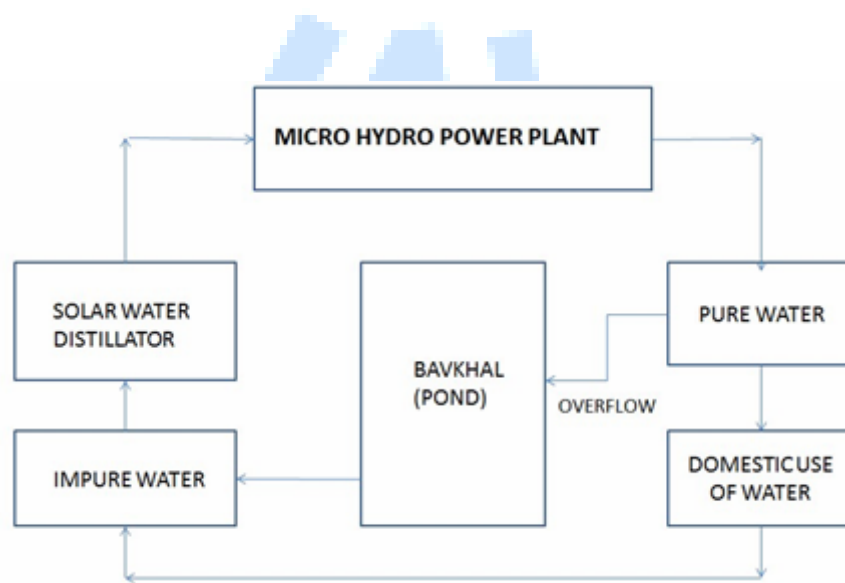 MICRO HYDRO POWER PLANT
SOLAR WATER
DISTILLATOR
BAVKHAL
(POND)
PURE WATER
OVERFLOW
IMPURE WATER
DOMESTIC USE
OF WATER